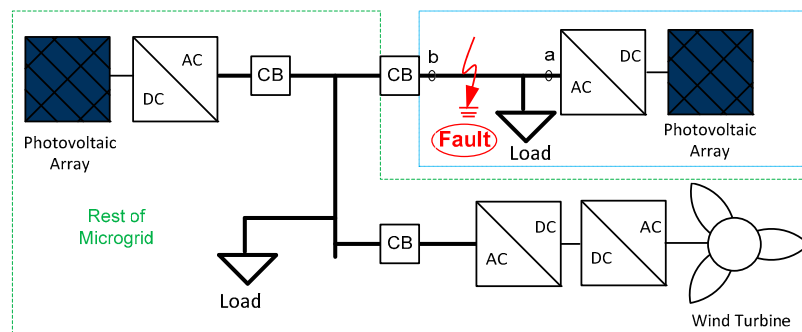 AC
DC
Photovoltaic
Array
CB
CB
b
a
Fault
Load
DC
AC
Photovoltaic
Array
Rest of
Microgrid
Load
CB
DC
AC
AC
DC
Wind Turbine